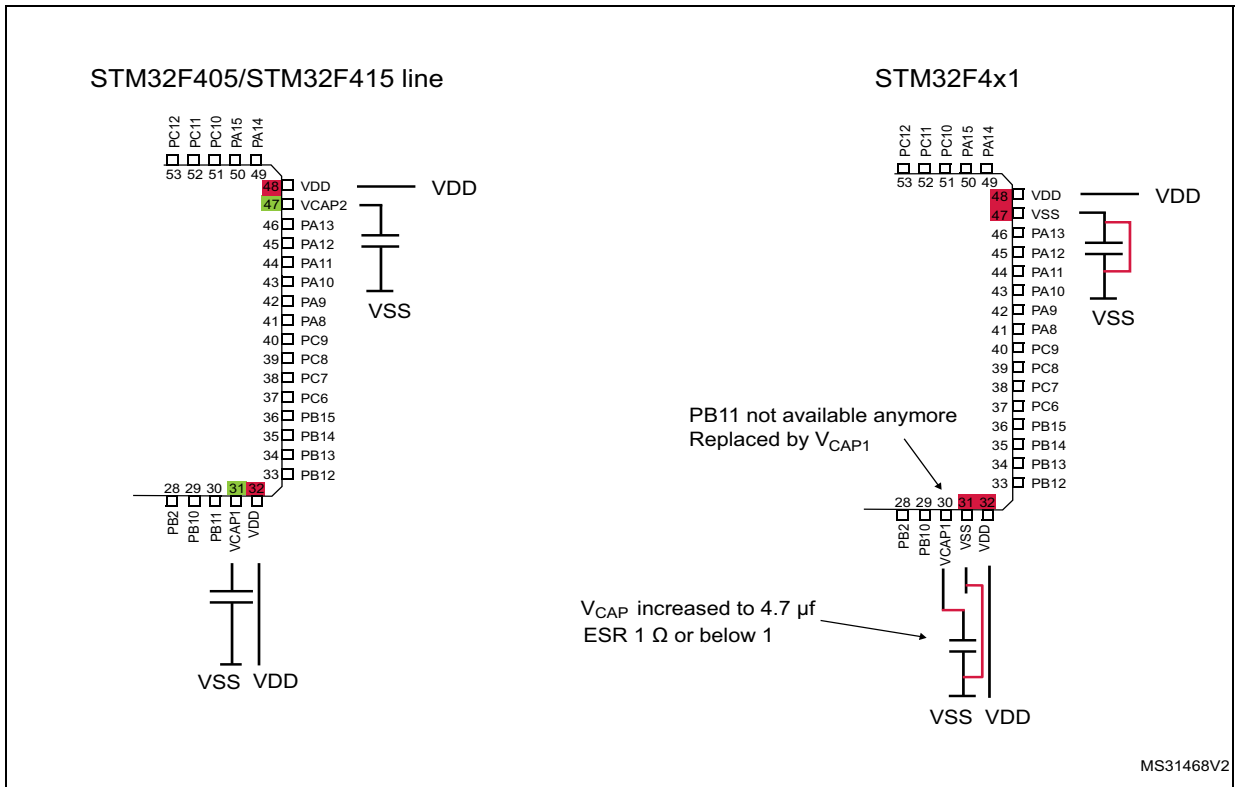 STM32F405/STM32F415 line
PC12
PC11
PC10
PA15
PA14
53 52 51 50 49
48 VDD
VDD
47 VCAP2
46 PA13
45 PA12
44 PA11
43 PA10
42 PA9
41 PA8
40 PC9
39 PC8
38 PC7
37 PC6
36 PB15
35 PB14
34 PB13
33 PB12
VSS
28 29 30 31 32
PB2
PB10
PB11
VCAP1
VDD
VSS VDD
STM32F4x1
PC12
PC11
PC10
PA15
PA14
53 52 51 50 49
48 VDD
VDD
47 VSS
46 PA13
45 PA12
44 PA11
43 PA10
42 PA9
41 PA8
40 PC9
39 PC8
38 PC7
37 PC6
36 PB15
35 PB14
34 PB13
33 PB12
VSS
PB11 not available anymore
Replaced by VCAP1
28 29 30 31 32
PB2
PB10
VCAP1
VSS
VDD
VCAP increased to 4.7 µf
ESR 1 Ω or below 1
VSS VDD
MS31468V2